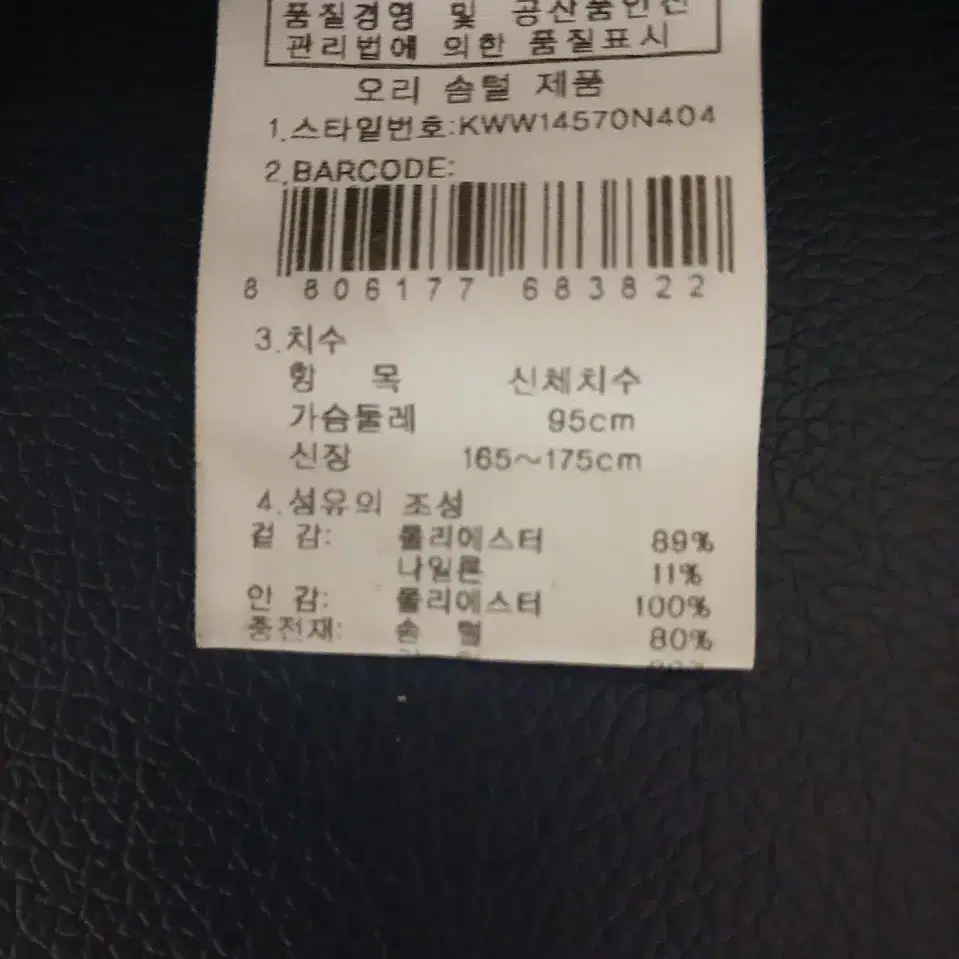 품질경영 및 공산품안전
관리법에 의한 품질표시
오리 솜털 제품
1.스타일번호:KWW14570N404
2.BARCODE:
8 806177 683822
3.치수
항 목 신체치수
가슴둘레 95cm
신장 165~175cm
4.섬유의 조성
겉 감: 폴리에스터 89%
나일론 11%
안 감: 폴리에스터 100%
충전재: 솜 털 80%